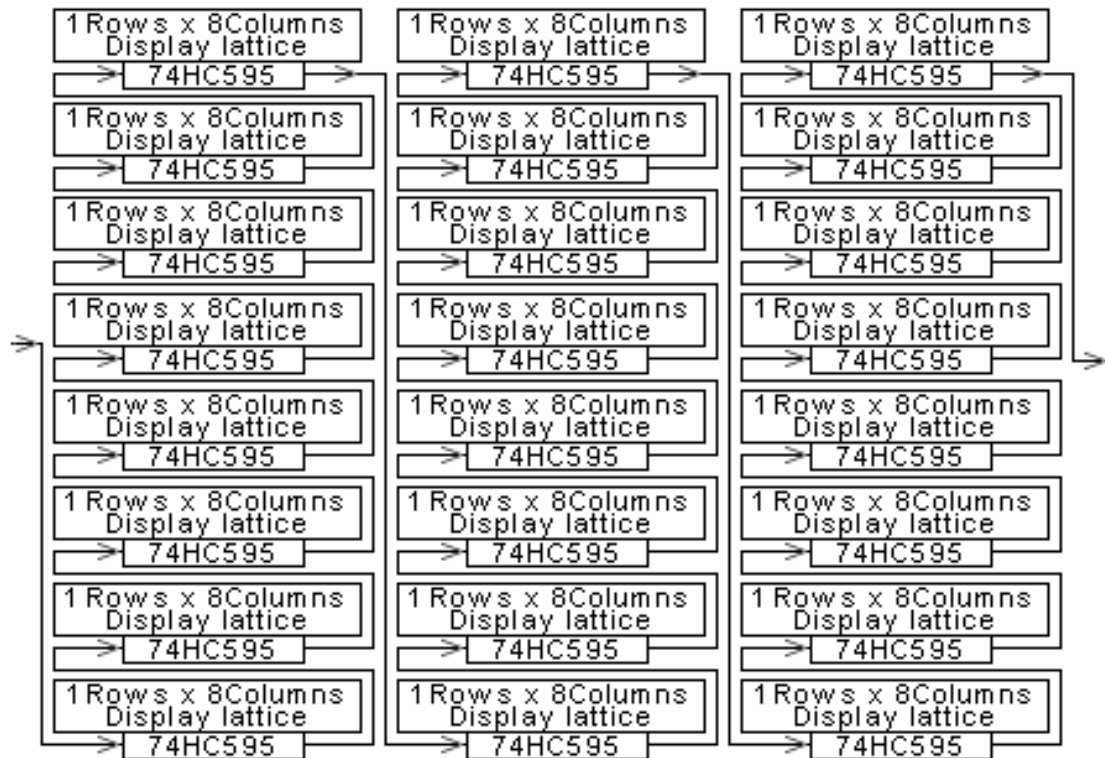 1Rows x 8Columns 1Rows x 8Columns 1Rows x 8Columns
Display lattice Display lattice Display lattice
74HC595 74HC595 74HC595
1Rows x 8Columns 1Rows x 8Columns 1Rows x 8Columns
Display lattice Display lattice Display lattice
74HC595 74HC595 74HC595
1Rows x 8Columns 1Rows x 8Columns 1Rows x 8Columns
Display lattice Display lattice Display lattice
74HC595 74HC595 74HC595
1Rows x 8Columns 1Rows x 8Columns 1Rows x 8Columns
Display lattice Display lattice Display lattice
74HC595 74HC595 74HC595
1Rows x 8Columns 1Rows x 8Columns 1Rows x 8Columns
Display lattice Display lattice Display lattice
74HC595 74HC595 74HC595
1Rows x 8Columns 1Rows x 8Columns 1Rows x 8Columns
Display lattice Display lattice Display lattice
74HC595 74HC595 74HC595
1Rows x 8Columns 1Rows x 8Columns 1Rows x 8Columns
Display lattice Display lattice Display lattice
74HC595 74HC595 74HC595
1Rows x 8Columns 1Rows x 8Columns 1Rows x 8Columns
Display lattice Display lattice Display lattice
74HC595 74HC595 74HC595